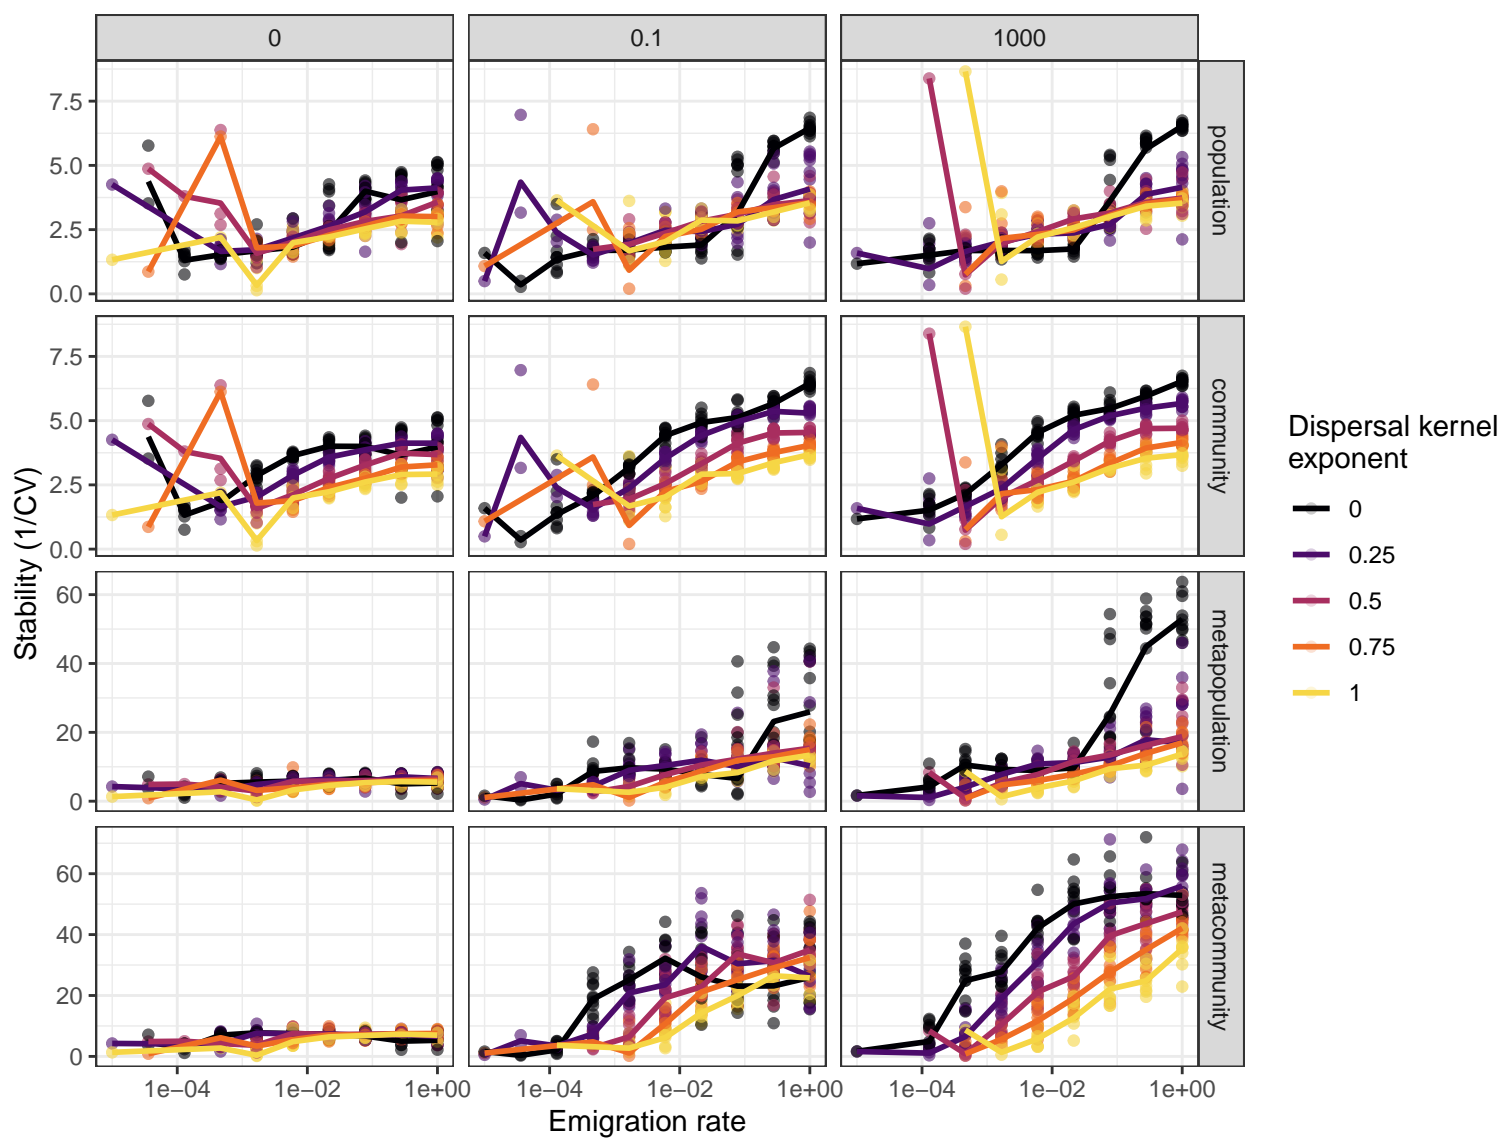 0
0.1
1000
7.5
5.0
2.5
0.0
population
7.5
5.0
2.5
0.0
community
60
40
20
0
metapopulation
60
40
20
0
metacommunity
Stability (1/CV)
1e−04
1e−02
1e+00
1e−04
1e−02
1e+00
1e−04
1e−02
1e+00
Emigration rate
Dispersal kernel
exponent
0
0.25
0.5
0.75
1